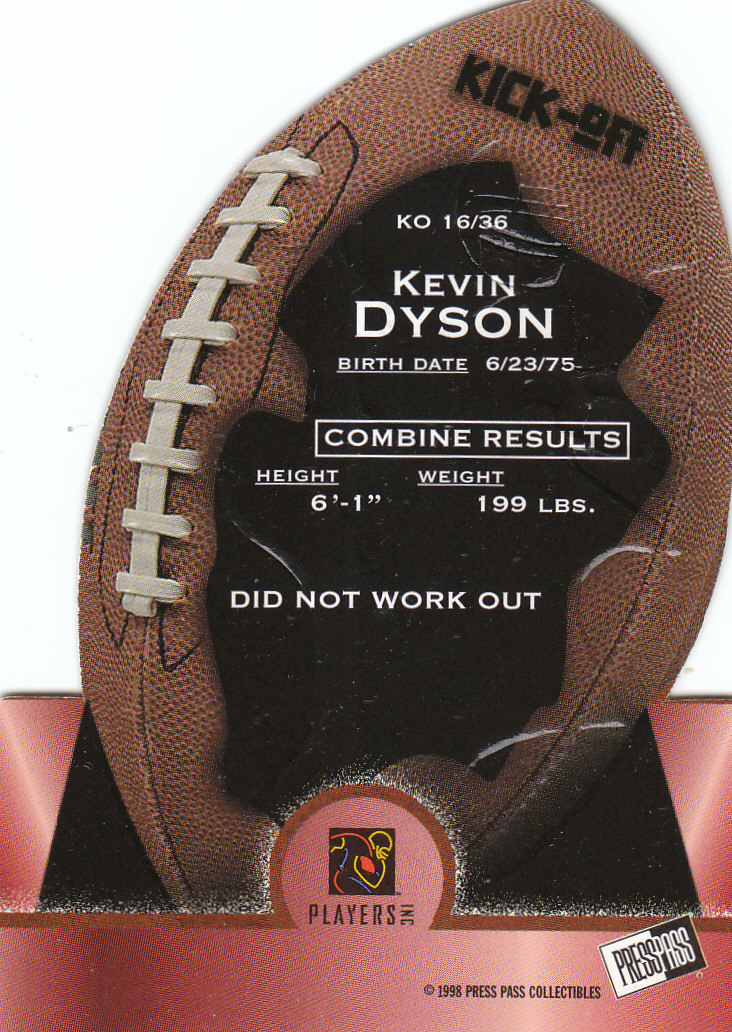 KICK-OFF
KO 16/36
KEVIN
DYSON
BIRTH DATE 6/23/75
COMBINE RESULTS
HEIGHT WEIGHT
6'-1" 199 LBS.
DID NOT WORK OUT
PLAYERS INC
PRESS PASS
© 1998 PRESS PASS COLLECTIBLES